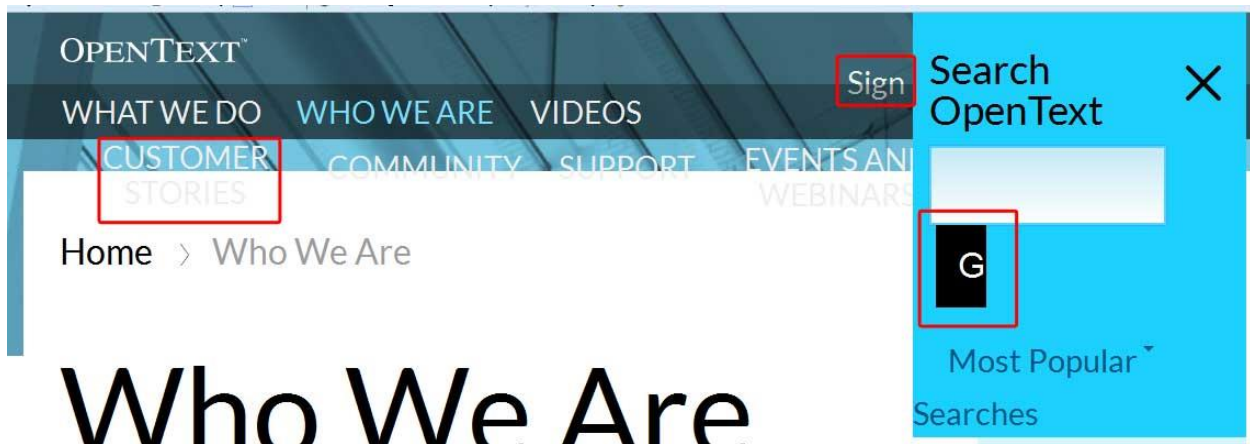 OPENTEXT™
Sign
WHAT WE DO WHO WE ARE VIDEOS
CUSTOMER
STORIES
COMMUNITY SUPPORT EVENTS AN
WEBINARS
Home > Who We Are
Who We Are
Search
OpenText
G
Most Popular
Searches